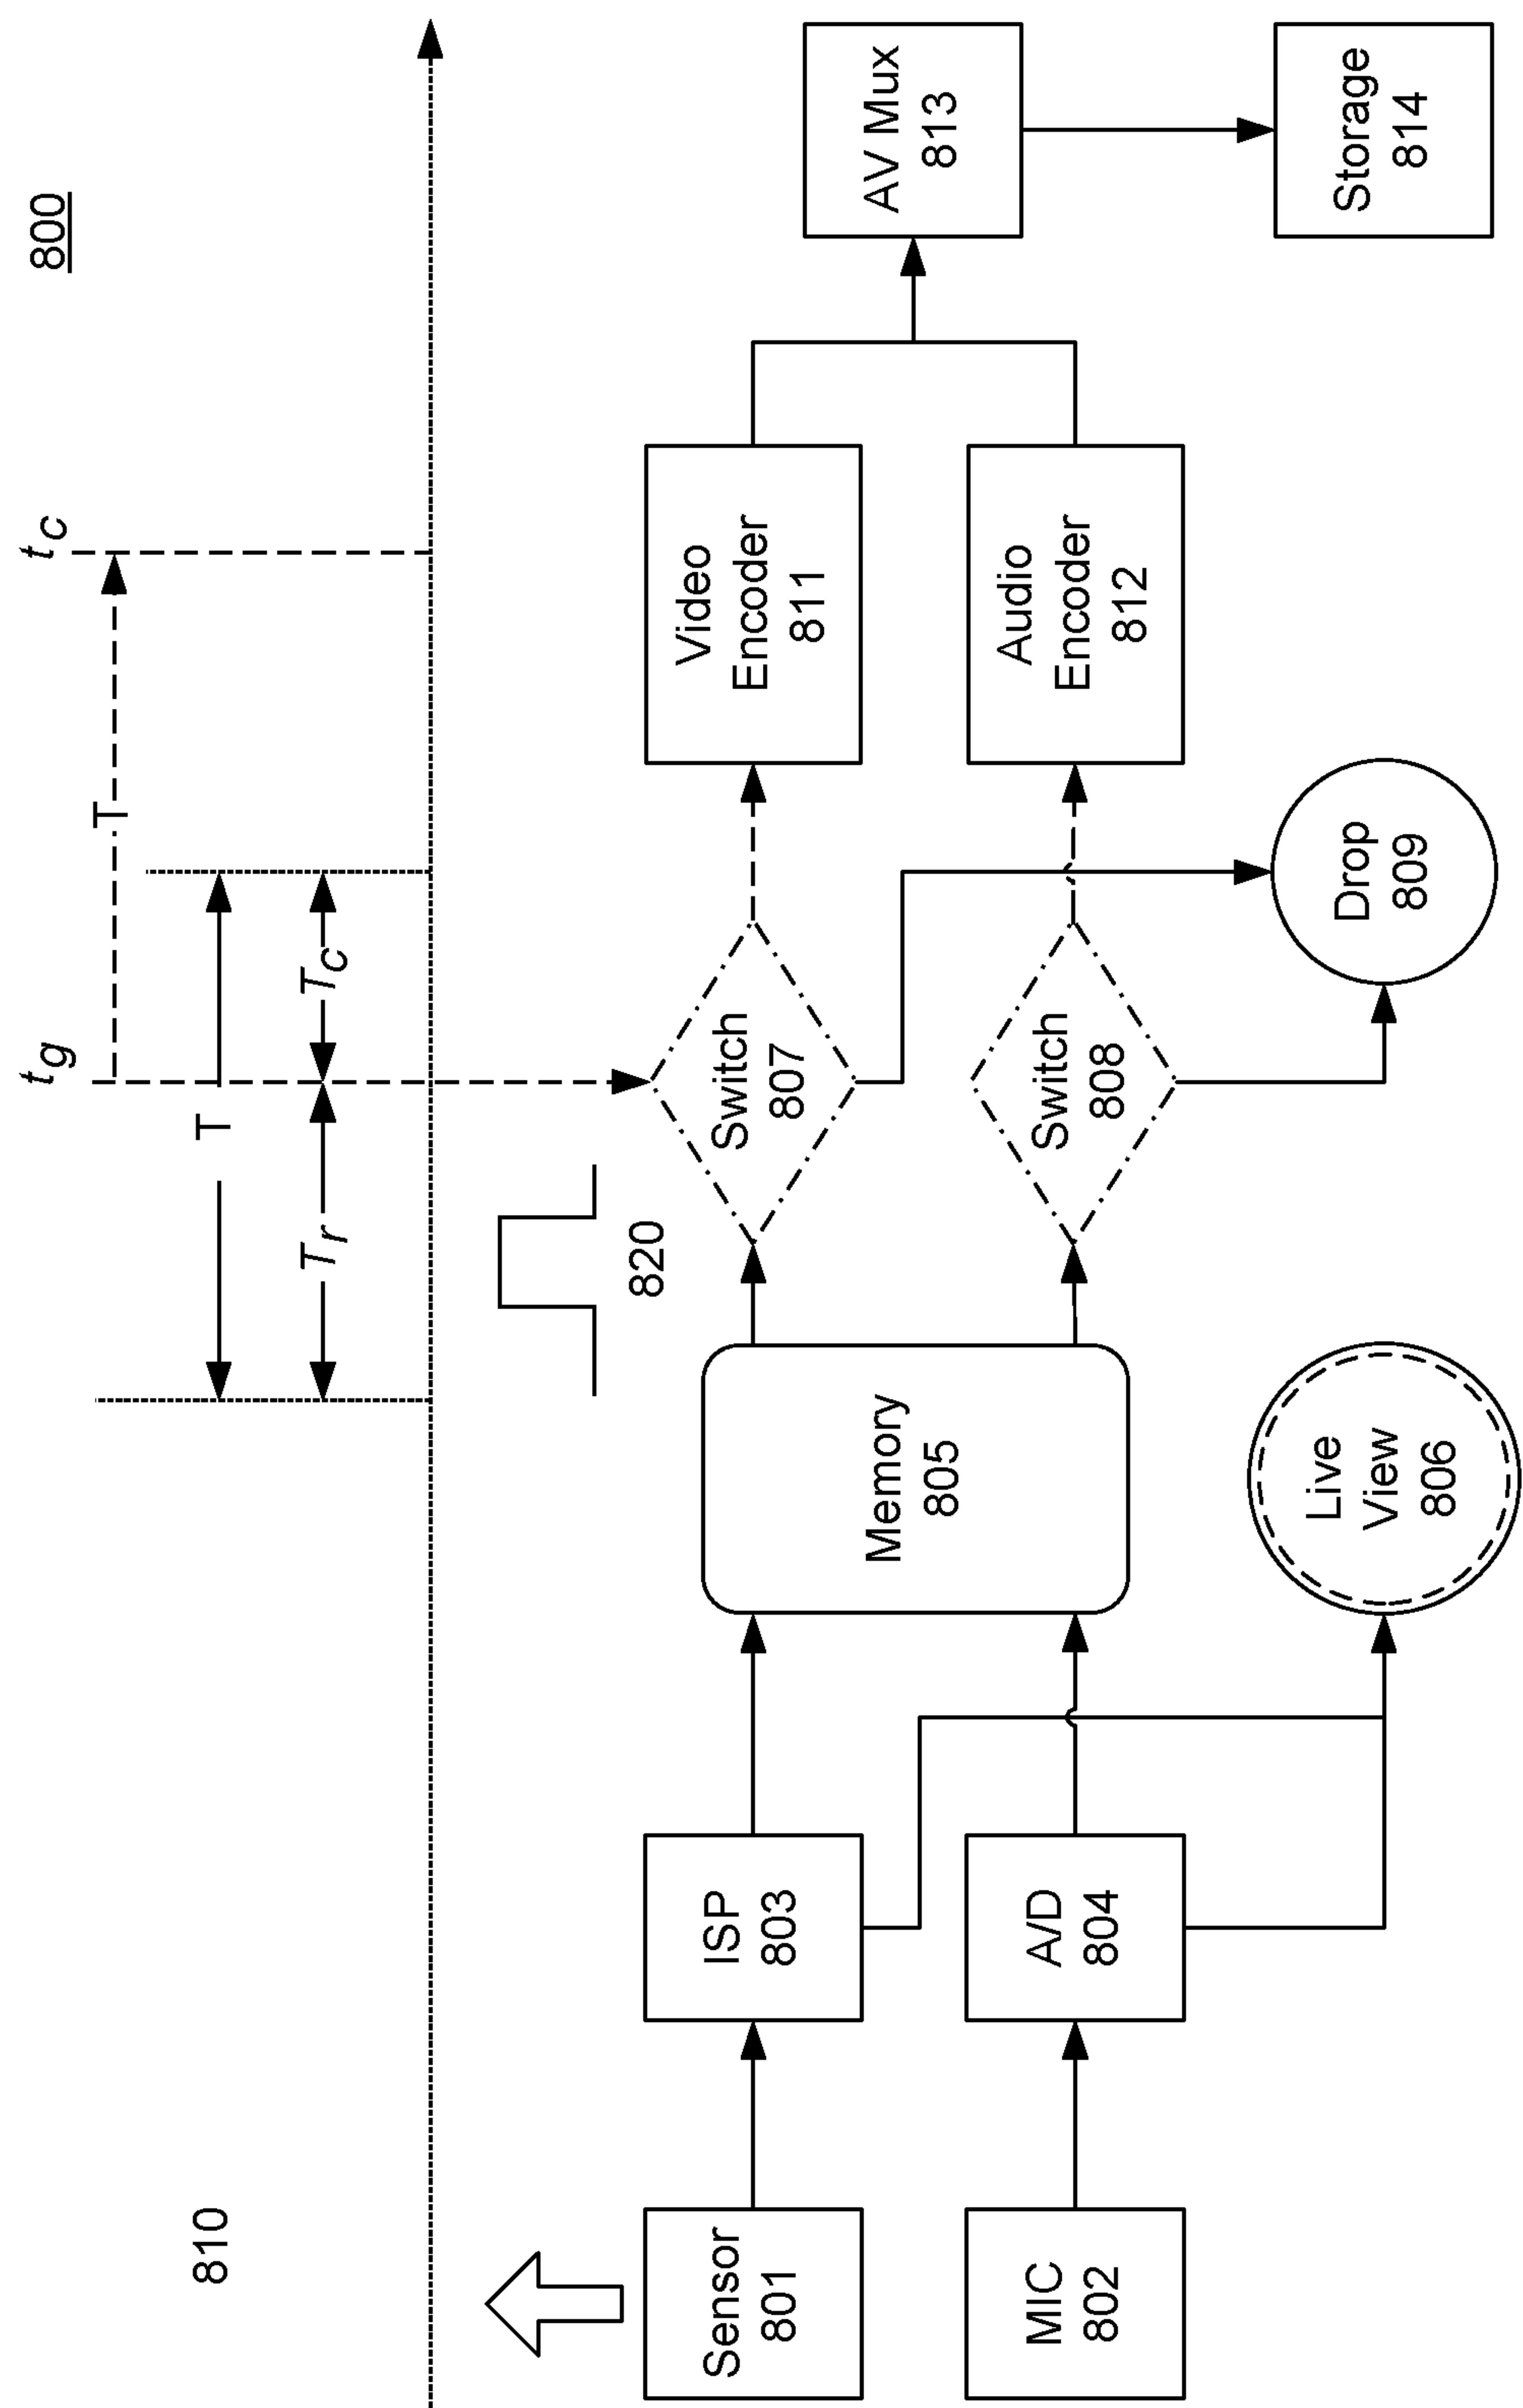 800
810
t_g
t_c
T
T
T_r
T_c
820
Sensor
801
ISP
803
Memory
805
Switch
807
Video
Encoder
811
AV Mux
813
MIC
802
A/D
804
Switch
808
Audio
Encoder
812
Live
View
806
Drop
809
Storage
814